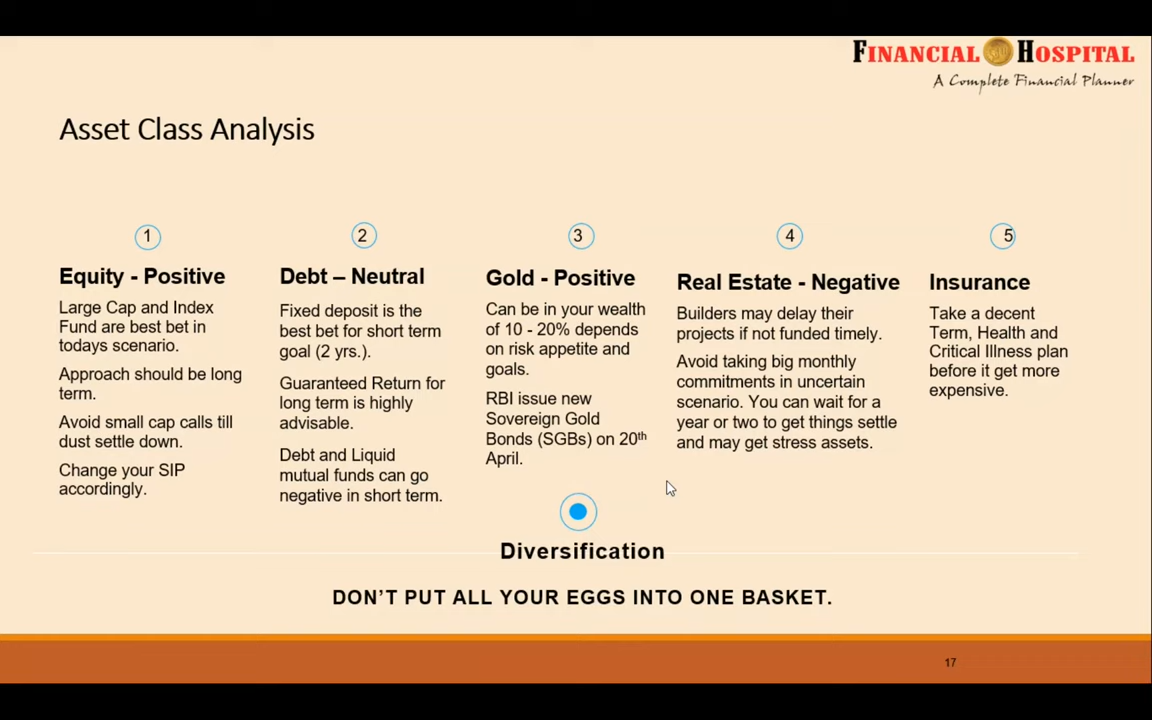 FINANCIAL HOSPITAL
A Complete Financial Planner
Asset Class Analysis
1
Equity - Positive
Large Cap and Index
Fund are best bet in
todays scenario.
Approach should be long
term.
Avoid small cap calls till
dust settle down.
Change your SIP
accordingly.
2
Debt – Neutral
Fixed deposit is the
best bet for short term
goal (2 yrs.).
Guaranteed Return for
long term is highly
advisable.
Debt and Liquid
mutual funds can go
negative in short term.
3
Gold - Positive
Can be in your wealth
of 10 - 20% depends
on risk appetite and
goals.
RBI issue new
Sovereign Gold
Bonds (SGBs) on 20th
April.
4
Real Estate - Negative
Builders may delay their
projects if not funded timely.
Avoid taking big monthly
commitments in uncertain
scenario. You can wait for a
year or two to get things settle
and may get stress assets.
5
Insurance
Take a decent
Term, Health and
Critical Illness plan
before it get more
expensive.
Diversification
DON'T PUT ALL YOUR EGGS INTO ONE BASKET.
17